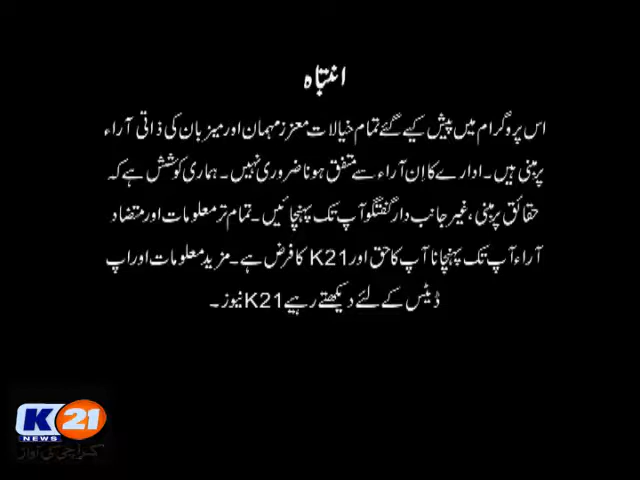 انتباہ
اس پروگرام میں پیش کیے گئے تمام خیالات معزز مہمان اور میزبان کی ذاتی آراء
پر مبنی ہیں۔ ادارے کا اِن آراء سے متفق ہونا ضروری نہیں۔ ہماری کوشش ہے کہ
حقائق پر مبنی، غیر جانب دار گفتگو آپ تک پہنچائیں۔ تمام تر معلومات اور متضاد
آراء آپ تک پہنچانا آپ کا حق اور K21 کا فرض ہے۔ مزید معلومات اور اپ
ڈیٹس کے لئے دیکھتے رہیے K21 نیوز۔
K21
NEWS
کراچی کی آواز